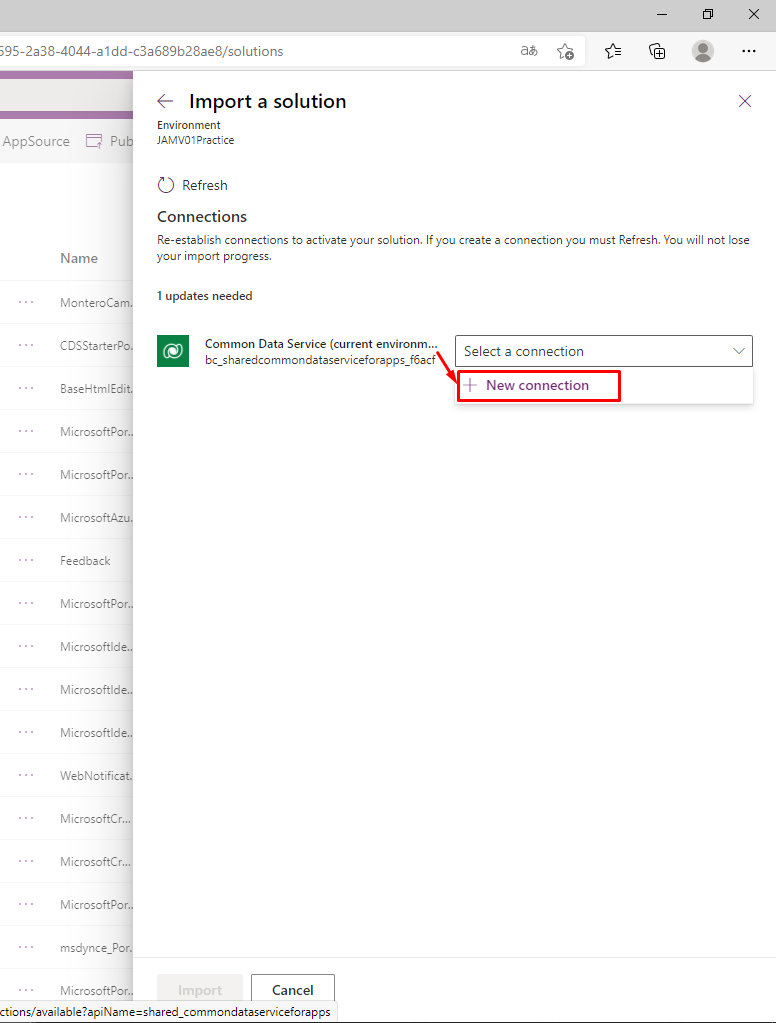 595-2a38-4044-a1dd-c3a689b28ae8/solutions
aあ
Import a solution
Environment
JAMV01Practice
AppSource
Pub
Refresh
Connections
Re-establish connections to activate your solution. If you create a connection you must Refresh. You will not lose
your import progress.
1 updates needed
Common Data Service (current environm...
bc_sharedcommondataserviceforapps_f6acf
Select a connection
New connection
Name
MonteroCam...
CDSStarterPo...
BaseHtmlEdit...
MicrosoftPor...
MicrosoftPor...
MicrosoftAzu...
Feedback
MicrosoftPor...
MicrosoftIde...
MicrosoftIde...
MicrosoftIde...
WebNotificat...
MicrosoftCr...
MicrosoftCr...
MicrosoftPor...
msdynce_Por...
MicrosoftPor...
Import
Cancel
ctions/available?apiName=shared_commondataserviceforapps